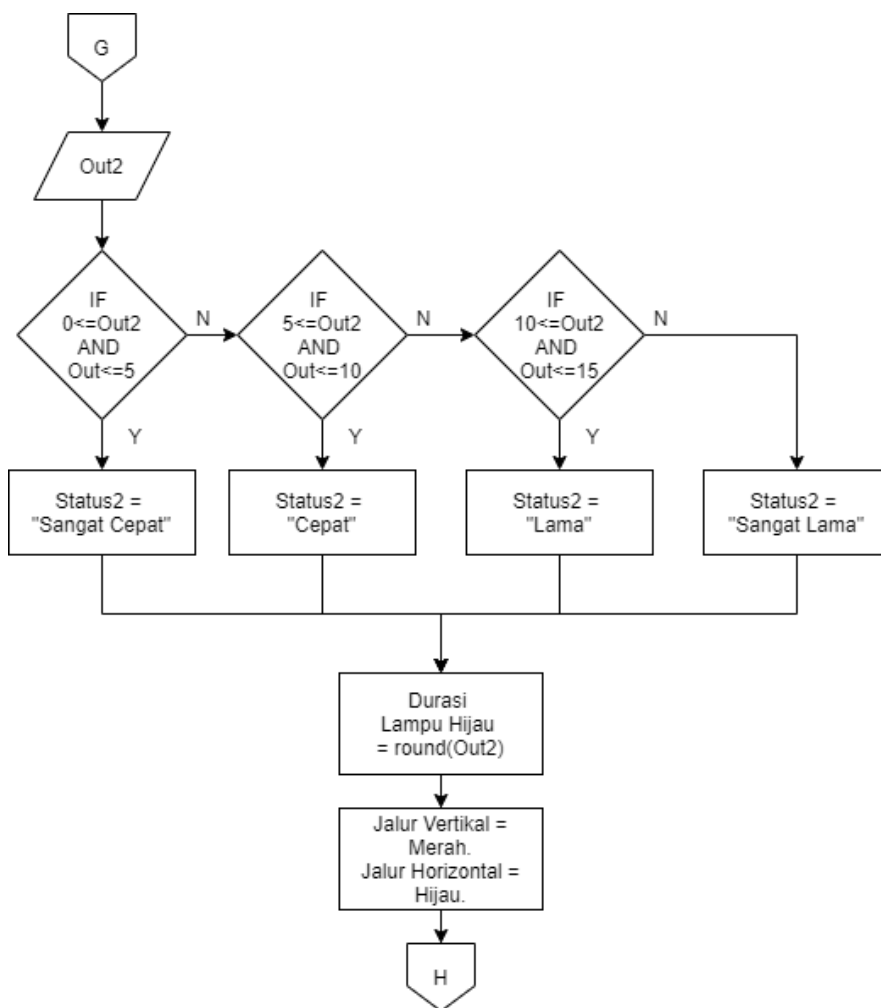 G
Out2
IF
0<=Out2
AND
Out<=5
N
IF
5<=Out2
AND
Out<=10
N
IF
10<=Out2
AND
Out<=15
N
Y
Y
Y
Status2 =
"Sangat Cepat"
Status2 =
"Cepat"
Status2 =
"Lama"
Status2 =
"Sangat Lama"
Durasi
Lampu Hijau
= round(Out2)
Jalur Vertikal =
Merah.
Jalur Horizontal =
Hijau.
H